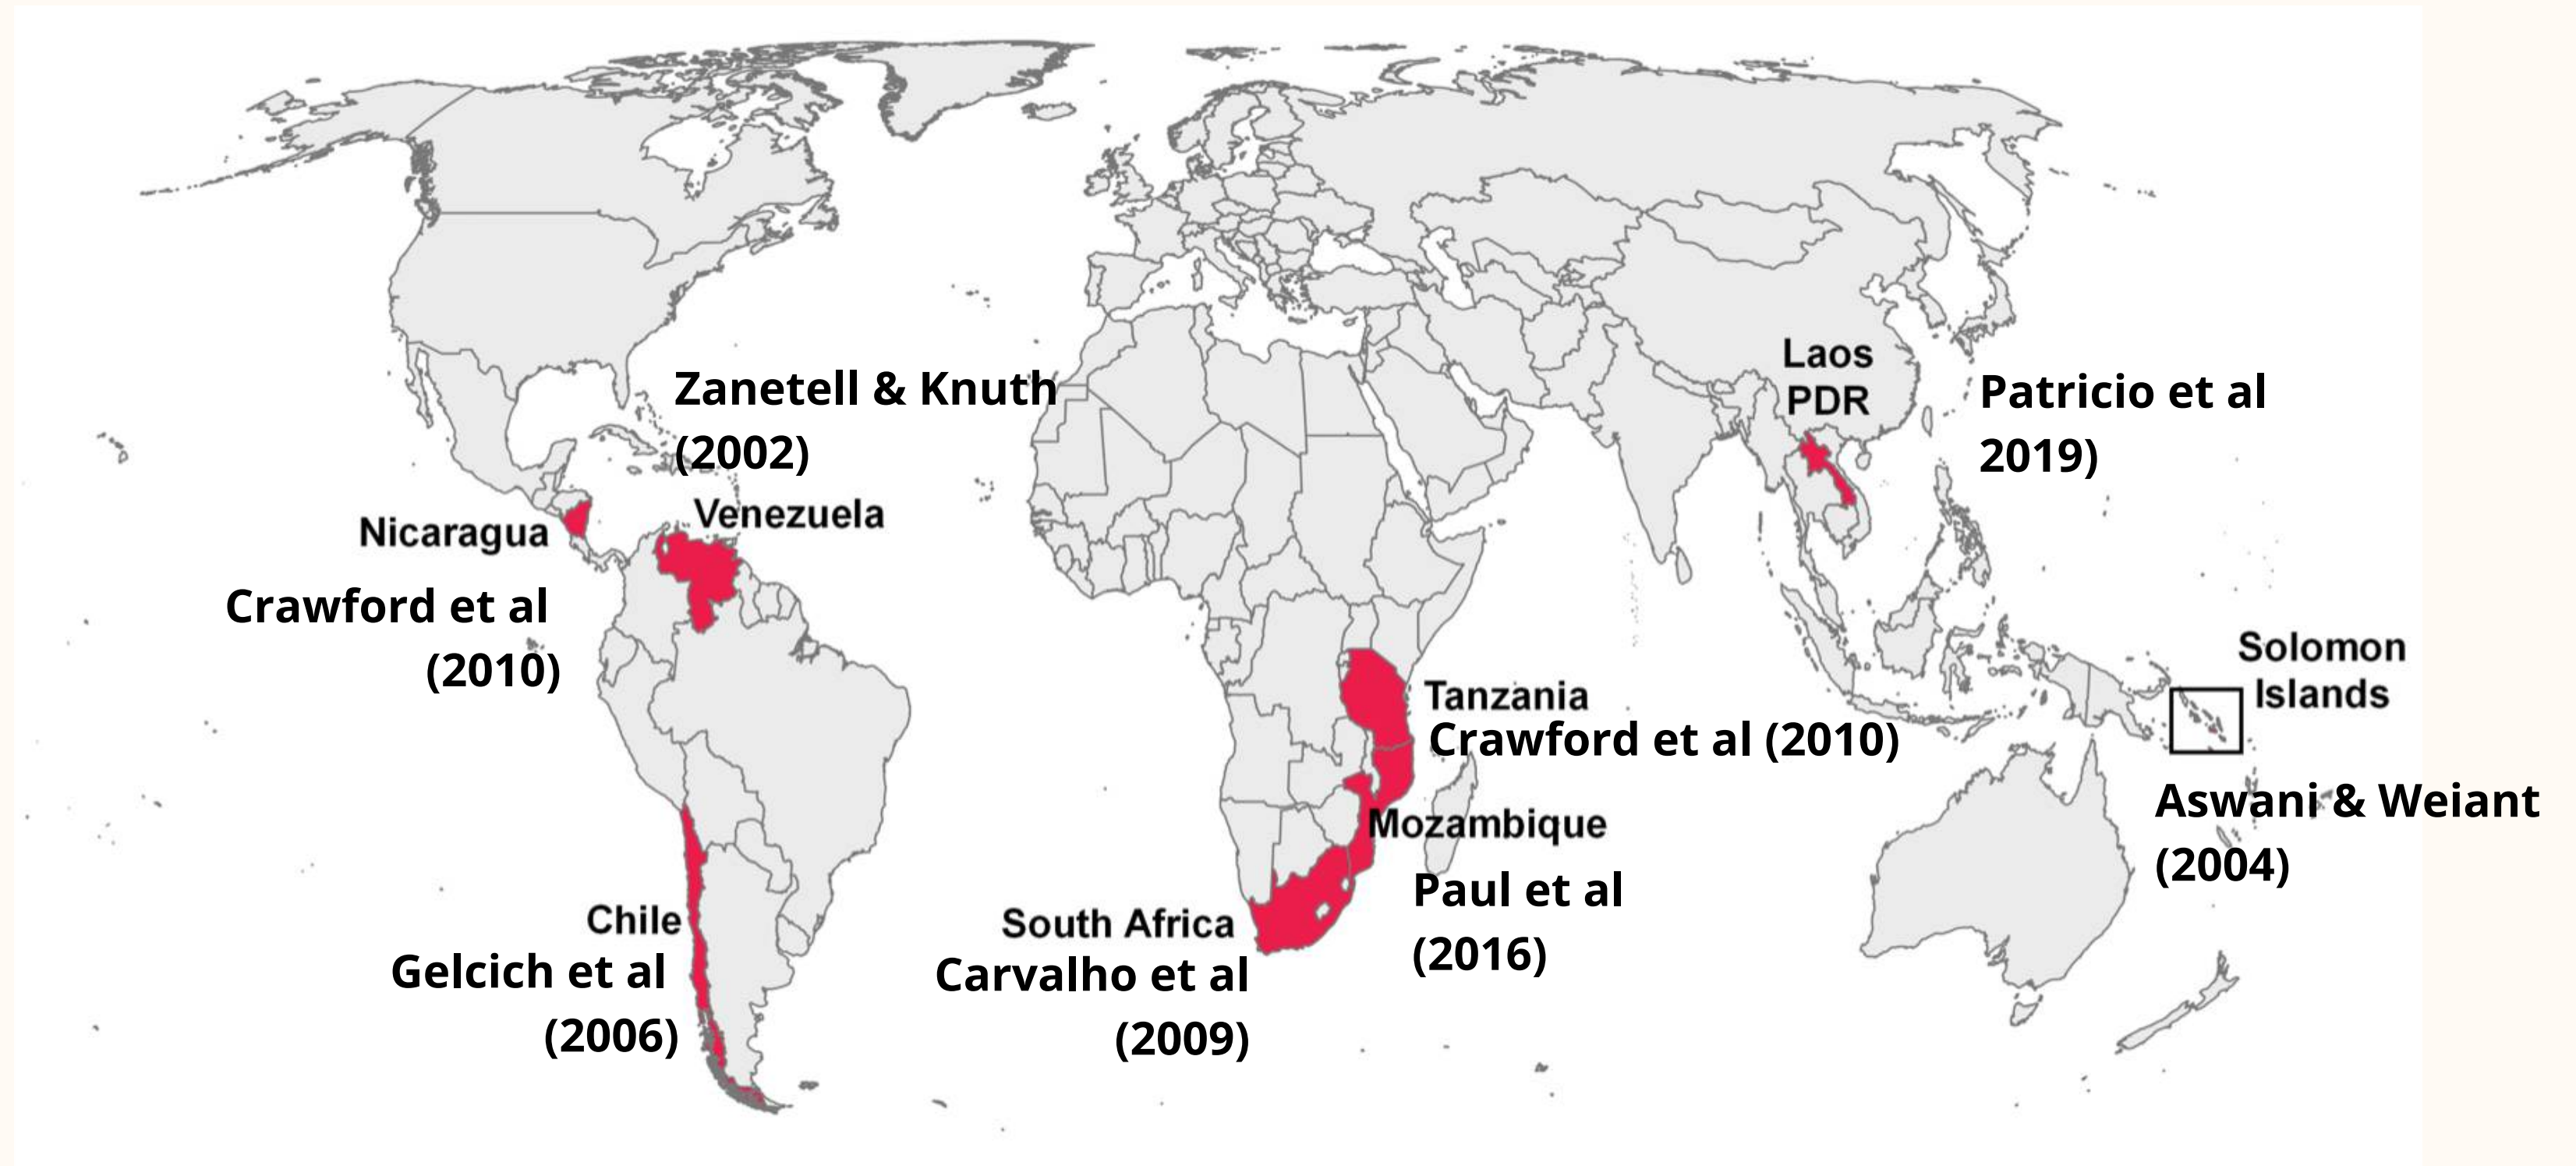 Zanetell & Knuth
(2002)
Venezuela
Nicaragua
Crawford et al
(2010)
Chile
Gelcich et al
(2006)
South Africa
Carvalho et al
(2009)
Tanzania
Crawford et al (2010)
Mozambique
Paul et al
(2016)
Laos
PDR
Patricio et al
2019)
Solomon
Islands
Aswani & Weiant
(2004)